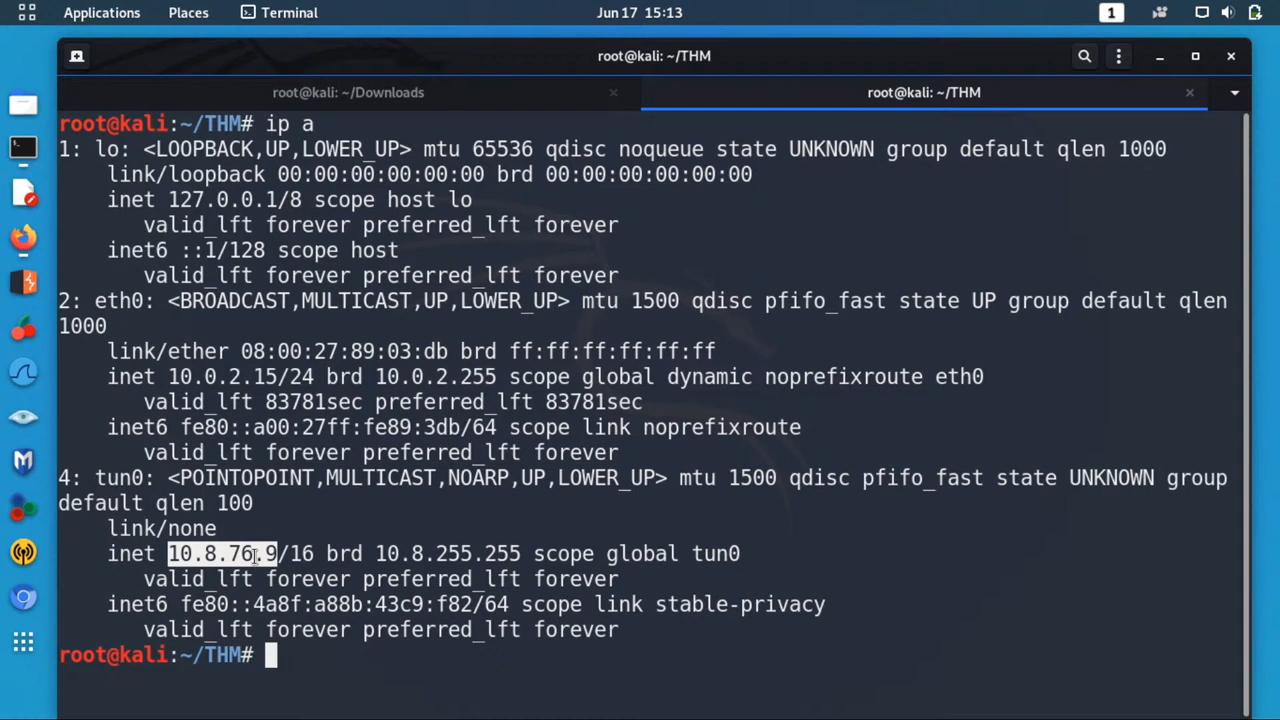 Applications Places Terminal Jun 17 15:13 1
root@kali: ~/THM
root@kali: ~/Downloads root@kali: ~/THM
root@kali:~/THM# ip a
1: lo: <LOOPBACK,UP,LOWER_UP> mtu 65536 qdisc noqueue state UNKNOWN group default qlen 1000
link/loopback 00:00:00:00:00:00 brd 00:00:00:00:00:00
inet 127.0.0.1/8 scope host lo
valid_lft forever preferred_lft forever
inet6 ::1/128 scope host
valid_lft forever preferred_lft forever
2: eth0: <BROADCAST,MULTICAST,UP,LOWER_UP> mtu 1500 qdisc pfifo_fast state UP group default qlen
1000
link/ether 08:00:27:89:03:db brd ff:ff:ff:ff:ff:ff
inet 10.0.2.15/24 brd 10.0.2.255 scope global dynamic noprefixroute eth0
valid_lft 83781sec preferred_lft 83781sec
inet6 fe80::a00:27ff:fe89:3db/64 scope link noprefixroute
valid_lft forever preferred_lft forever
4: tun0: <POINTOPOINT,MULTICAST,NOARP,UP,LOWER_UP> mtu 1500 qdisc pfifo_fast state UNKNOWN group
default qlen 100
link/none
inet 10.8.76.9/16 brd 10.8.255.255 scope global tun0
valid_lft forever preferred_lft forever
inet6 fe80::4a8f:a88b:43c9:f82/64 scope link stable-privacy
valid_lft forever preferred_lft forever
root@kali:~/THM#